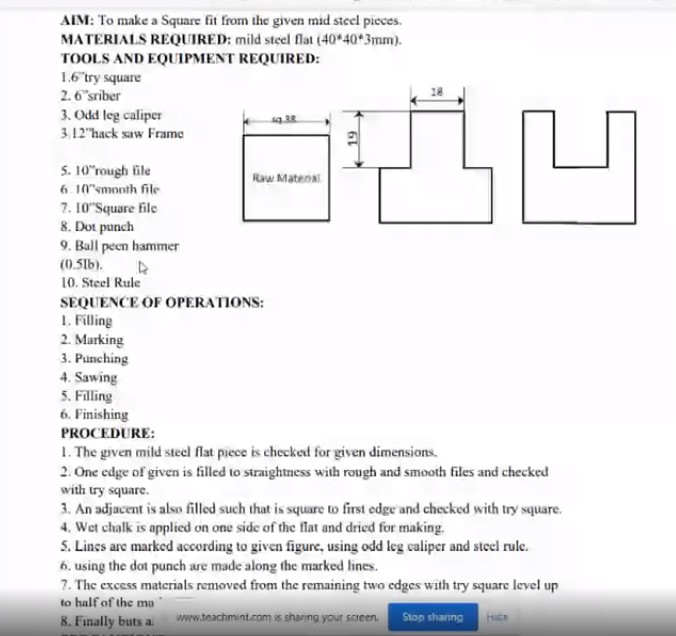 AIM: To make a Square fit from the given mid steel pieces.
MATERIALS REQUIRED: mild steel flat (40*40*3mm).
TOOLS AND EQUIPMENT REQUIRED:
1.6"try square
2. 6"sriber
3. Odd leg caliper
3.12"hack saw Frame
5. 10"rough file
6. 10"smooth file
7. 10"Square file
8. Dot punch
9. Ball peen hammer
(0.5lb).
10. Steel Rule
sq 38
Raw Material
19
18
SEQUENCE OF OPERATIONS:
1. Filling
2. Marking
3. Punching
4. Sawing
5. Filling
6. Finishing
PROCEDURE:
1. The given mild steel flat piece is checked for given dimensions.
2. One edge of given is filled to straightness with rough and smooth files and checked
with try square.
3. An adjacent is also filled such that is square to first edge and checked with try square.
4. Wet chalk is applied on one side of the flat and dried for making.
5. Lines are marked according to given figure, using odd leg caliper and steel rule.
6. using the dot punch are made along the marked lines.
7. The excess materials removed from the remaining two edges with try square level up
to half of the ma
8. Finally buts a
www.teachmint.com is sharing your screen.
Stop sharing
Hide